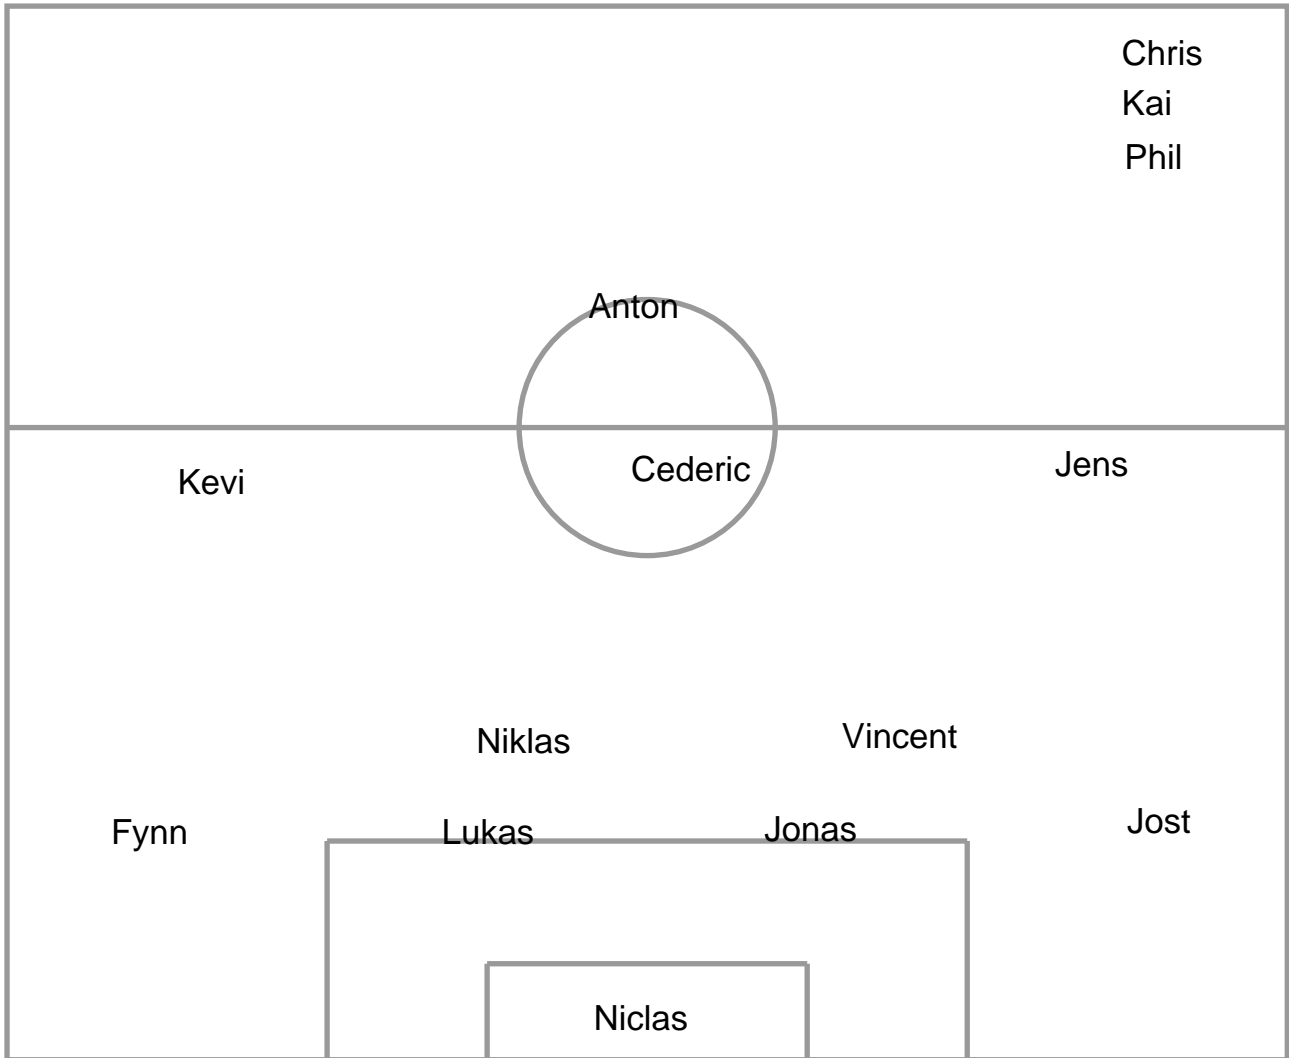 Chris
Kai
Phil
Anton
Kevi
Cederic
Jens
Niklas
Vincent
Fynn
Lukas
Jonas
Jost
Niclas